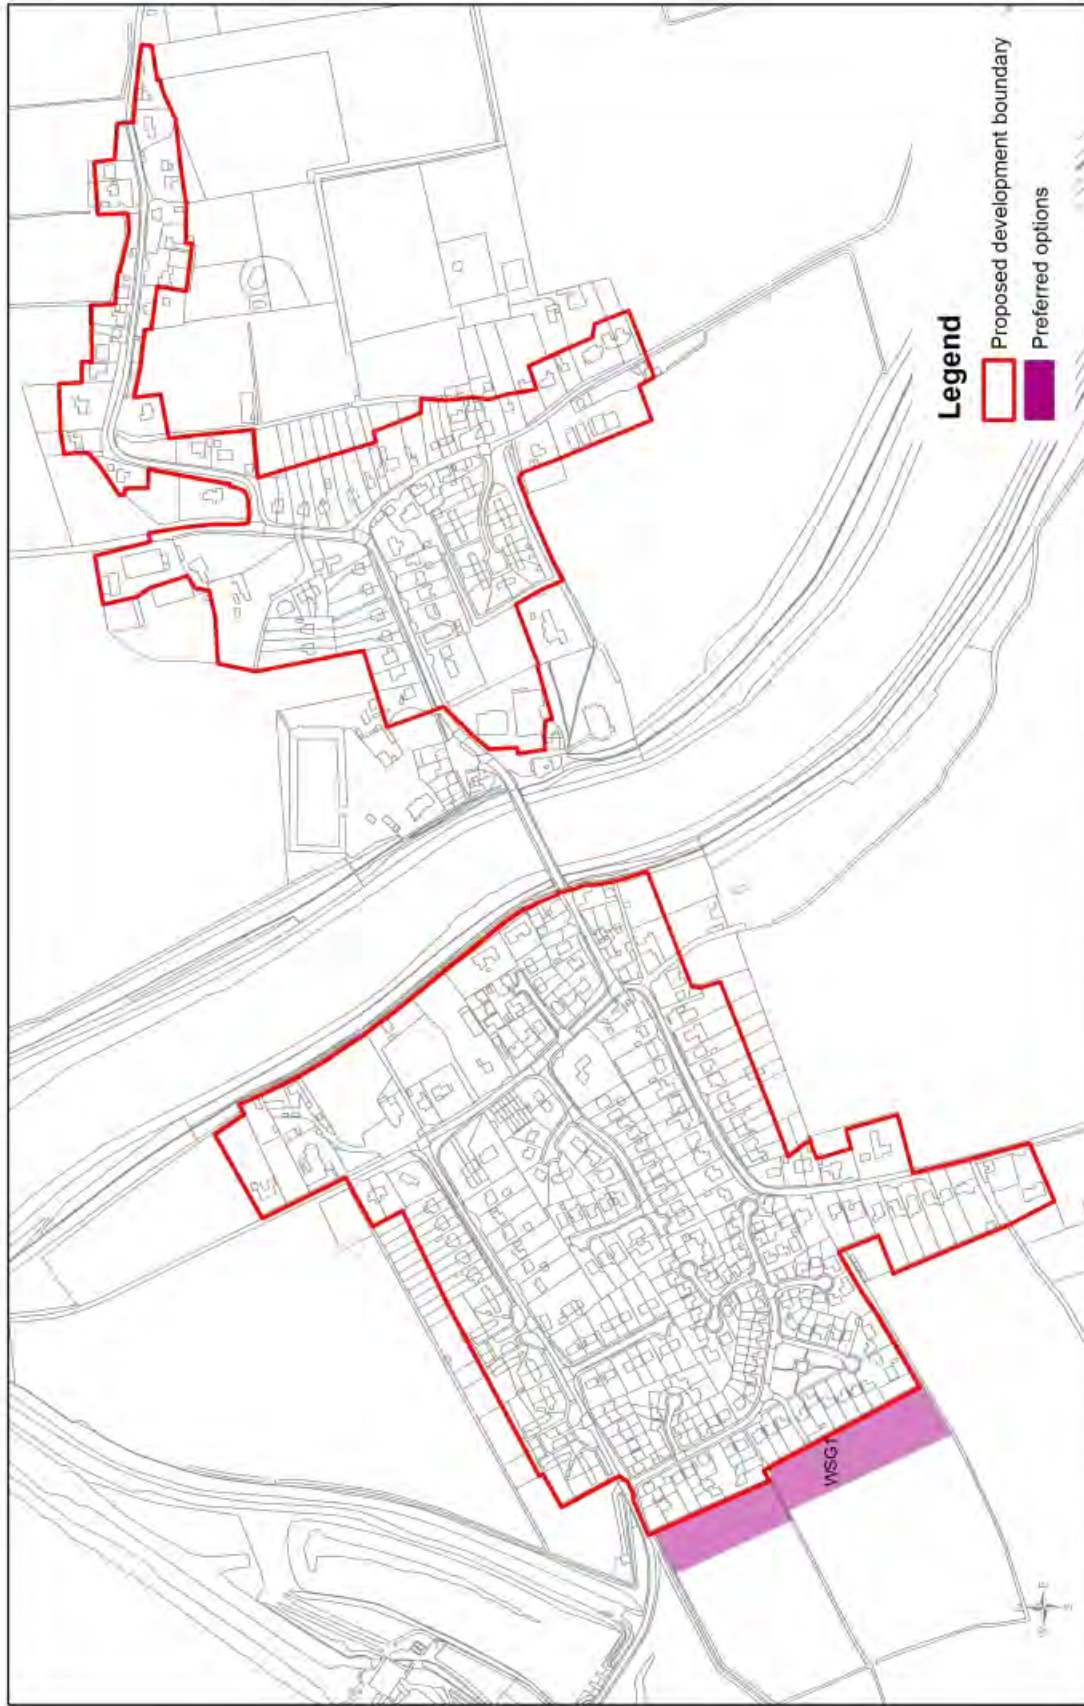 Legend
Proposed development boundary
Preferred options
WSG1
E
S